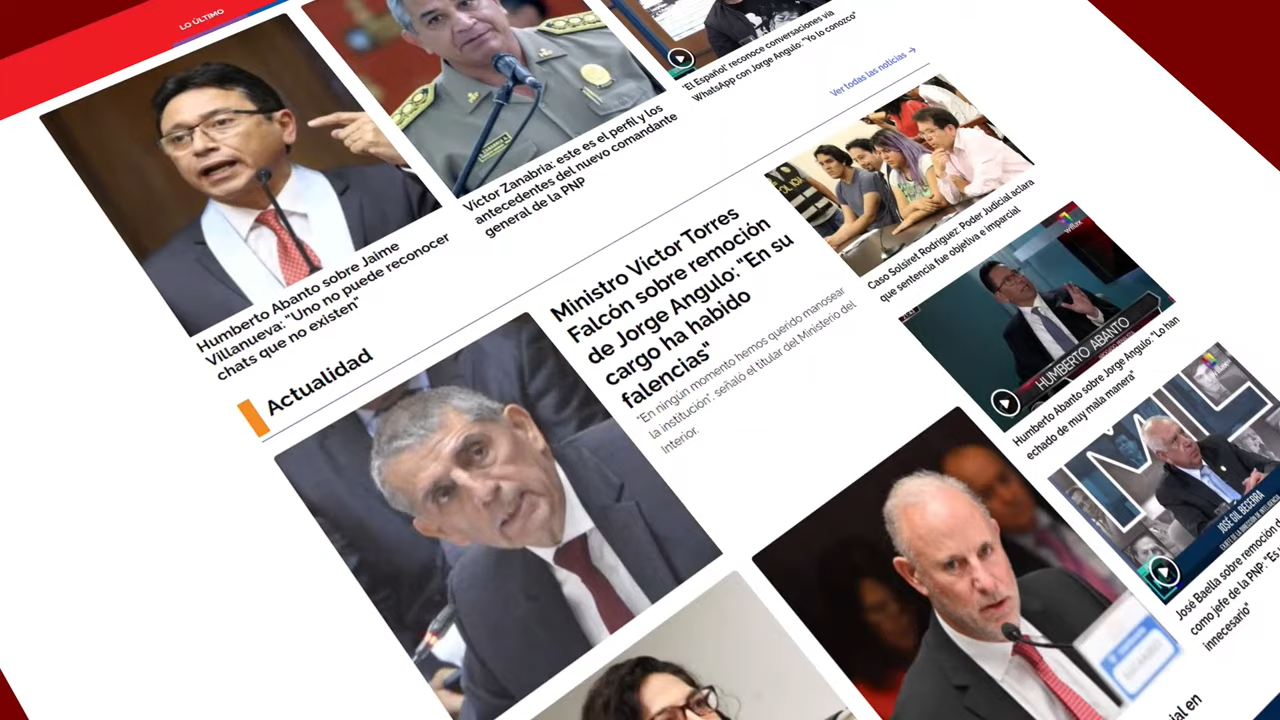 LO ÚLTIMO
Humberto Abanto sobre Jaime
Villanueva: "Uno no puede reconocer
chats que no existen"
Víctor Zanabria: este es el perfil y los
antecedentes del nuevo comandante
general de la PNP
'El Español' reconoce conversaciones vía
WhatsApp con Jorge Angulo: "Yo lo conozco"
Ver todas las noticias →
Actualidad
Ministro Víctor Torres
Falcón sobre remoción
de Jorge Angulo: "En su
cargo ha habido
falencias"
"En ningún momento hemos querido manosear
la institución", señaló el titular del Ministerio del
Interior.
Caso Solsiret Rodríguez: Poder Judicial aclara
que sentencia fue objetiva e imparcial
willax
HUMBERTO ABANTO
Humberto Abanto sobre Jorge Angulo: "Lo han
echado de muy mala manera"
JOSÉ GIL BECERRA
José Baella sobre remoción d
como jefe de la PNP: "Es
innecesario"
ial en